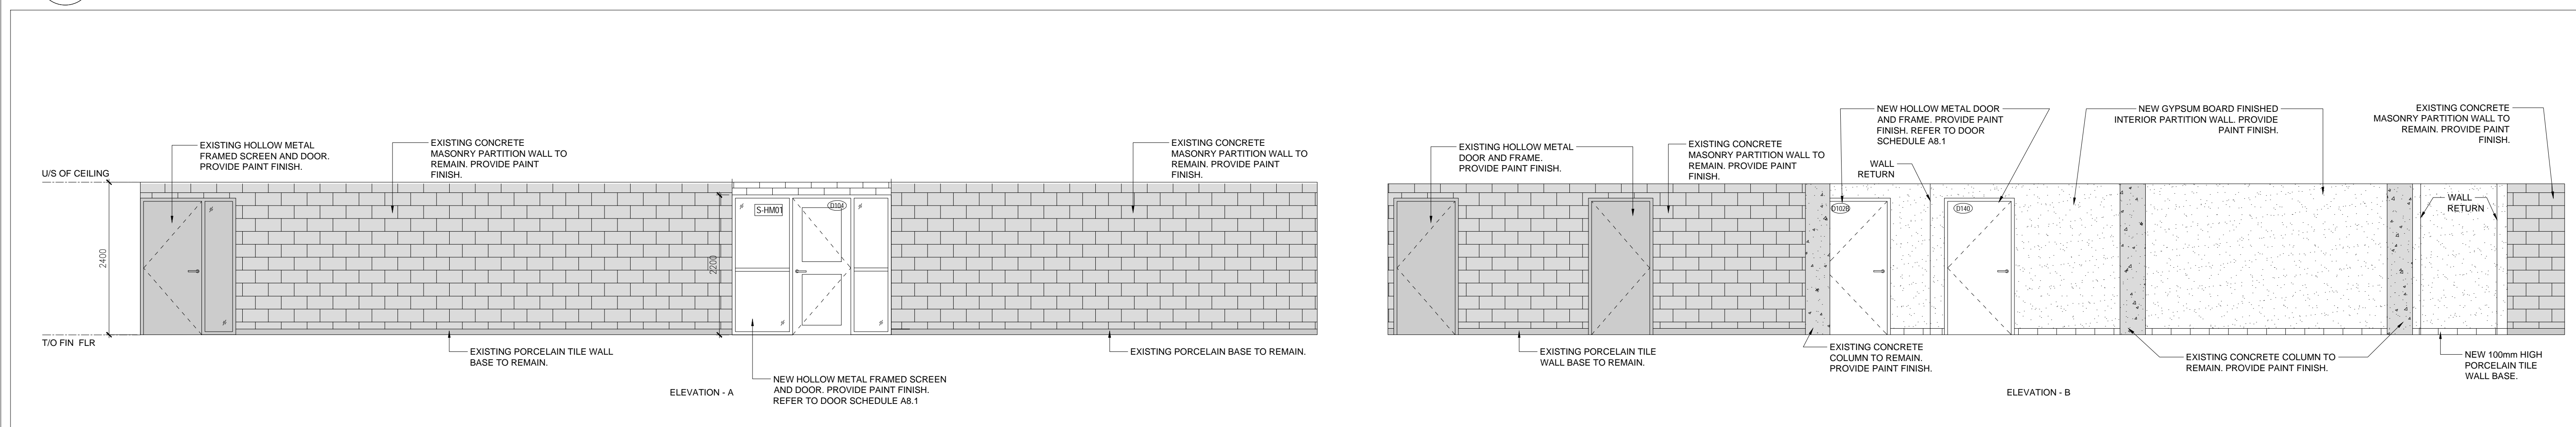 EXISTING HOLLOW METAL
FRAMED SCREEN AND DOOR.
PROVIDE PAINT FINISH.
EXISTING CONCRETE
MASONRY PARTITION WALL TO
REMAIN. PROVIDE PAINT
FINISH.
EXISTING CONCRETE
MASONRY PARTITION WALL TO
REMAIN. PROVIDE PAINT
FINISH.
U/S OF CEILING
2400
2200
S-HM01
D104
T/O FIN FLR
EXISTING PORCELAIN TILE WALL
BASE TO REMAIN.
EXISTING PORCELAIN BASE TO REMAIN.
NEW HOLLOW METAL FRAMED SCREEN
AND DOOR. PROVIDE PAINT FINISH.
REFER TO DOOR SCHEDULE A8.1
ELEVATION - A
EXISTING HOLLOW METAL
DOOR AND FRAME.
PROVIDE PAINT FINISH.
EXISTING CONCRETE
MASONRY PARTITION WALL TO
REMAIN. PROVIDE PAINT
FINISH.
NEW HOLLOW METAL DOOR
AND FRAME. PROVIDE PAINT
FINISH. REFER TO DOOR
SCHEDULE A8.1
WALL
RETURN
NEW GYPSUM BOARD FINISHED
INTERIOR PARTITION WALL. PROVIDE
PAINT FINISH.
EXISTING CONCRETE
MASONRY PARTITION WALL TO
REMAIN. PROVIDE PAINT
FINISH.
D102B
D140
WALL
RETURN
EXISTING PORCELAIN TILE
WALL BASE TO REMAIN.
EXISTING CONCRETE
COLUMN TO REMAIN.
PROVIDE PAINT FINISH.
EXISTING CONCRETE COLUMN TO
REMAIN. PROVIDE PAINT FINISH.
NEW 100mm HIGH
PORCELAIN TILE
WALL BASE.
ELEVATION - B